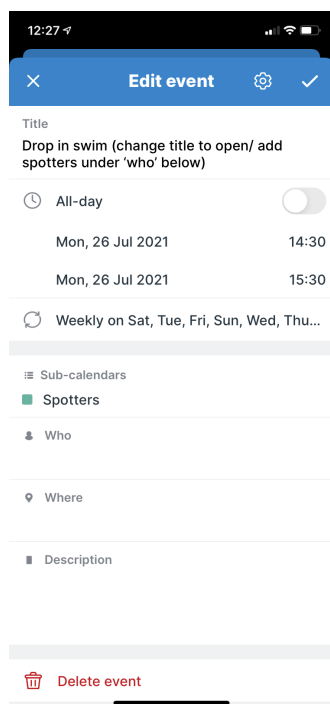 12:27
Edit event
Title
Drop in swim (change title to open/ add
spotters under ‘who’ below)
All-day
Mon, 26 Jul 2021 14:30
Mon, 26 Jul 2021 15:30
Weekly on Sat, Tue, Fri, Sun, Wed, Thu...
Sub-calendars
Spotters
Who
Where
Description
Delete event